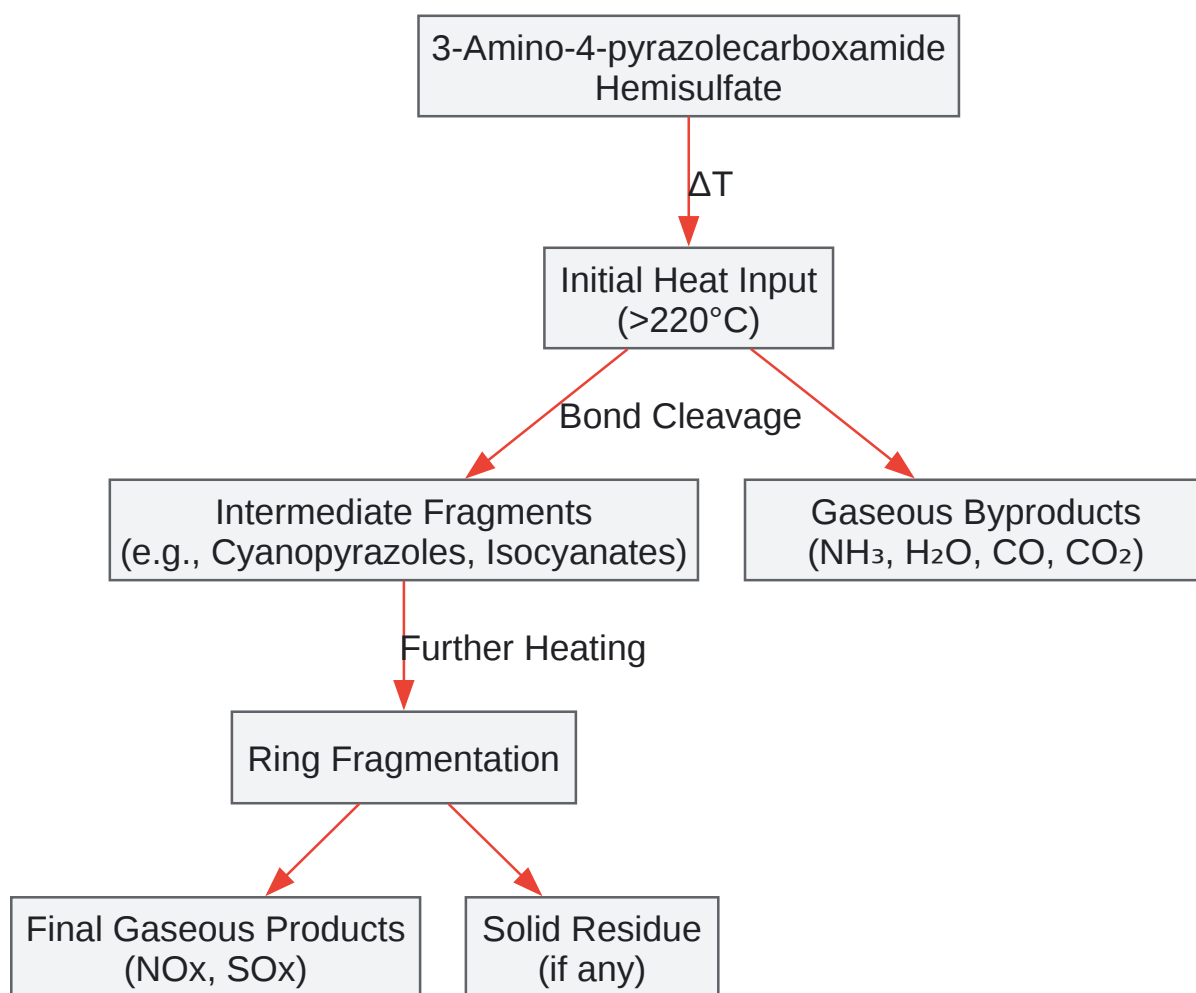 3-Amino-4-pyrazolecarboxamide
Hemisulfate
ΔT
Initial Heat Input
(>220°C)
Bond Cleavage
Intermediate Fragments
(e.g., Cyanopyrazoles, Isocyanates)
Gaseous Byproducts
(NH₃, H₂O, CO, CO₂)
Further Heating
Ring Fragmentation
Final Gaseous Products
(NOx, SOx)
Solid Residue
(if any)